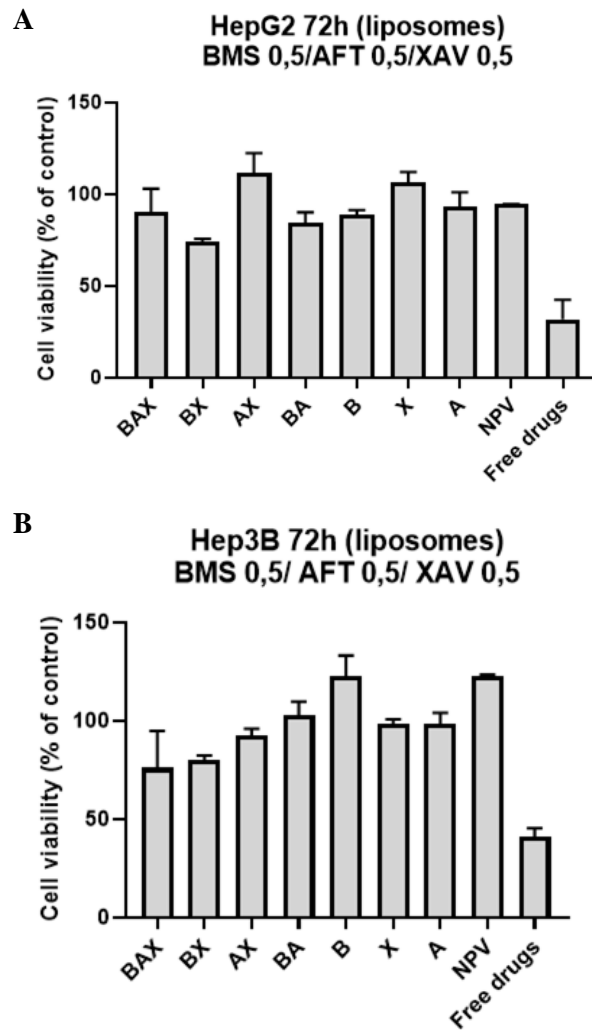 A
HepG2 72h (liposomes)
BMS 0,5/AFT 0,5/XAV 0,5
Cell viability (% of control)
150
100
50
0
BAX BX AX BA B X A NPV Free drugs
B
Hep3B 72h (liposomes)
BMS 0,5/ AFT 0,5/ XAV 0,5
Cell viability (% of control)
150
100
50
0
BAX BX AX BA B X A NPV Free drugs